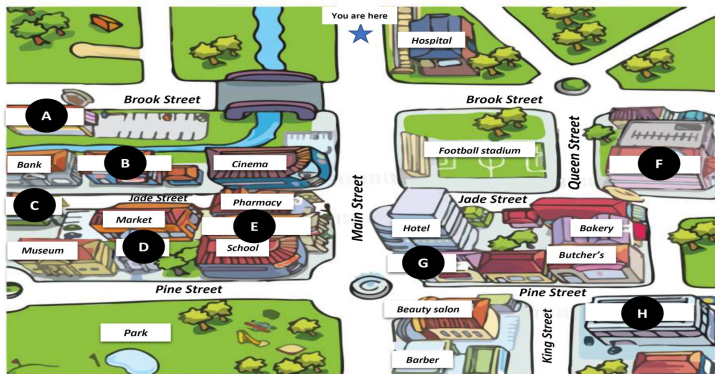 You are here
Hospital
Brook Street
Brook Street
A
Bank
B
Cinema
Football stadium
Queen Street
F
C
Jade Street
Pharmacy
Main Street
Jade Street
Market
E
Hotel
Bakery
Museum
D
School
G
Butcher's
Pine Street
Pine Street
Beauty salon
King Street
H
Park
Barber